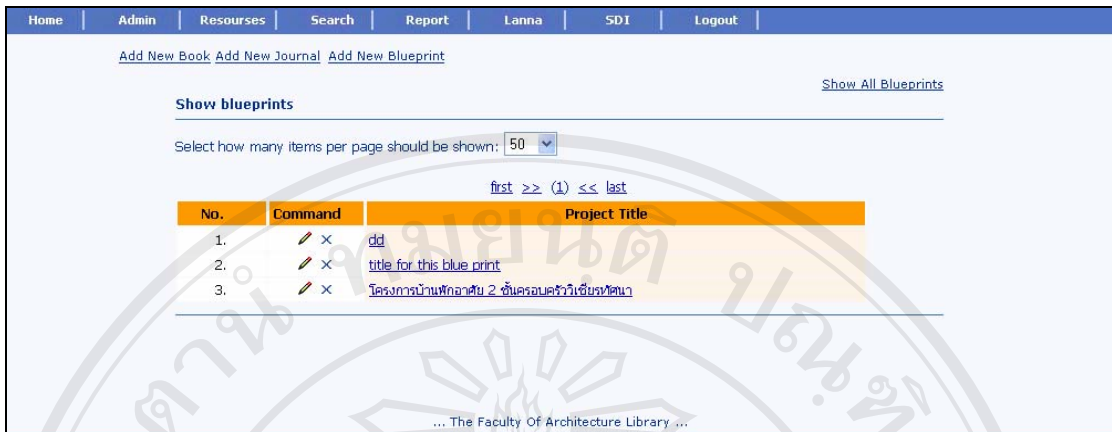 Home Admin Resourses Search Report Lanna SDI Logout
Add New Book Add New Journal Add New Blueprint
Show All Blueprints
Show blueprints
Select how many items per page should be shown: 50
first >> (1) << last
No. Command Project Title
1. dd
2. title for this blue print
3. โครงการบ้านพักอาศัย 2 ชั้นครอบครัววิเชียรทัศนา
... The Faculty Of Architecture Library ...